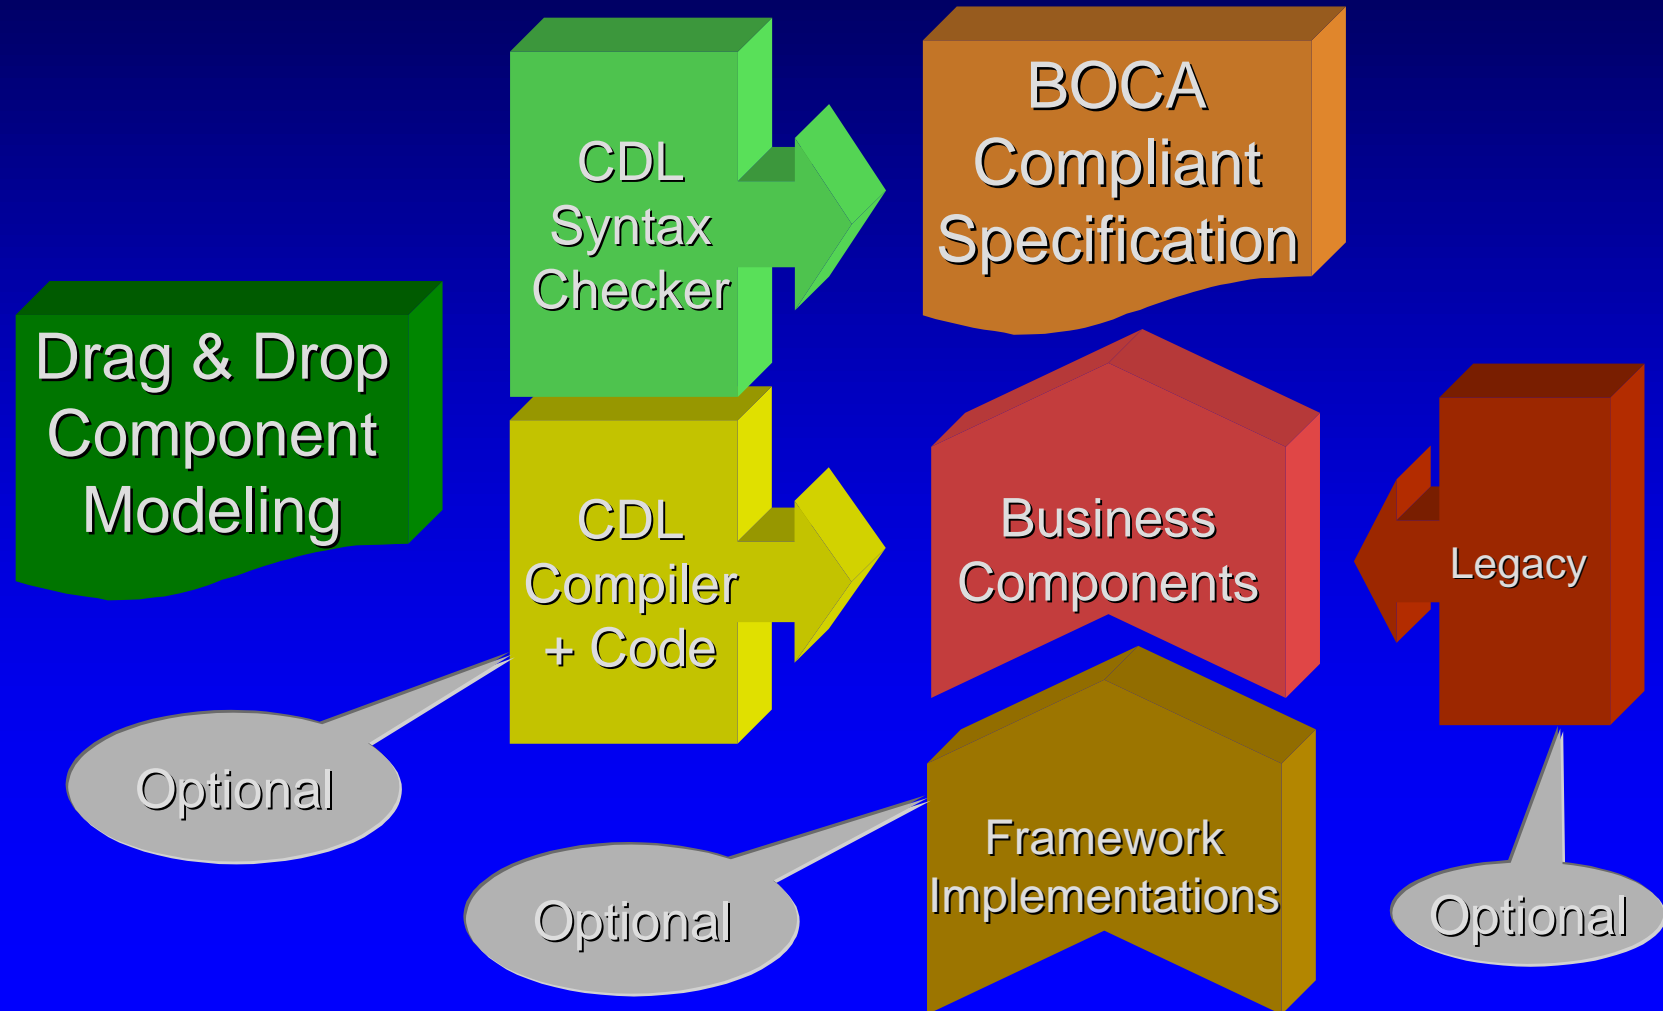 Drag & Drop
Component
Modeling
CDL
Syntax
Checker
BOCA
Compliant
Specification
CDL
Compiler
+ Code
Business
Components
Legacy
Framework
Implementations
Optional
Optional
Optional